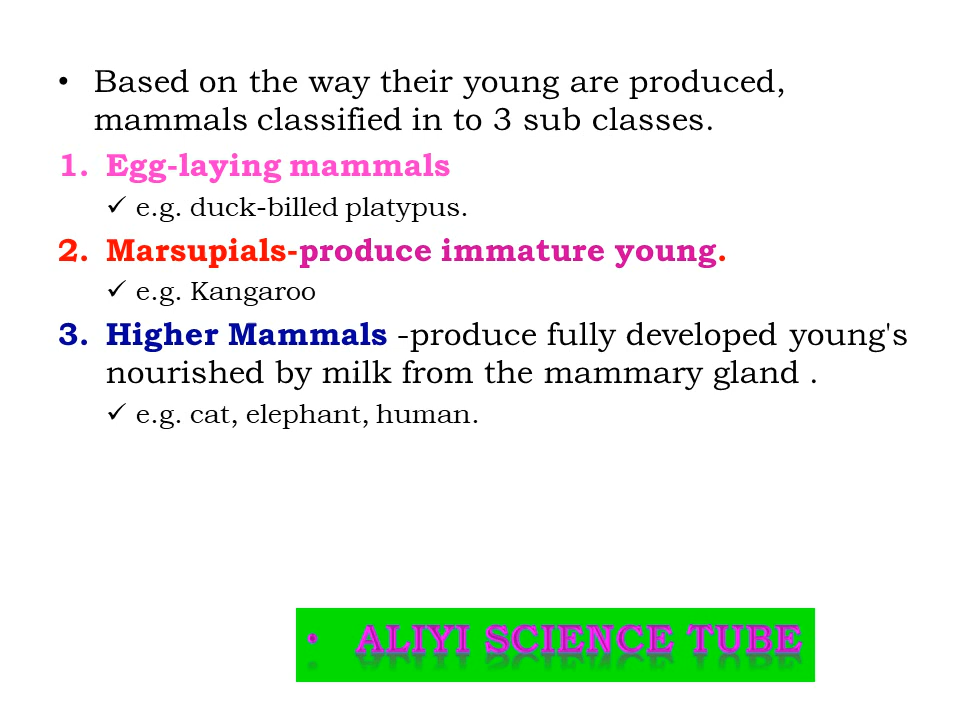 • Based on the way their young are produced,
mammals classified in to 3 sub classes.
1. Egg-laying mammals
✓ e.g. duck-billed platypus.
2. Marsupials-produce immature young.
✓ e.g. Kangaroo
3. Higher Mammals -produce fully developed young's
nourished by milk from the mammary gland .
✓ e.g. cat, elephant, human.
• ALIYI SCIENCE TUBE